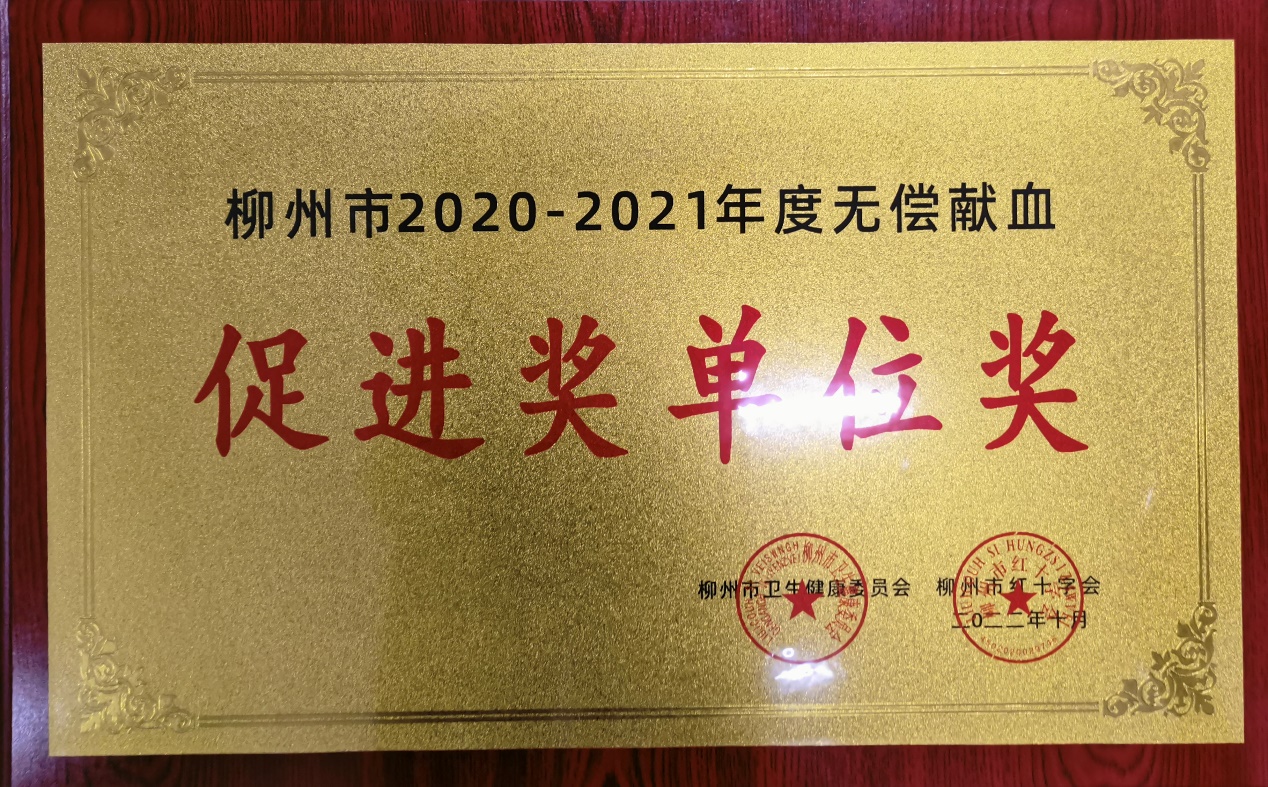 柳州市2020-2021年度无偿献血
促进奖单位奖
柳州市卫生健康委员会 柳州市红十字会
二0二二年十月